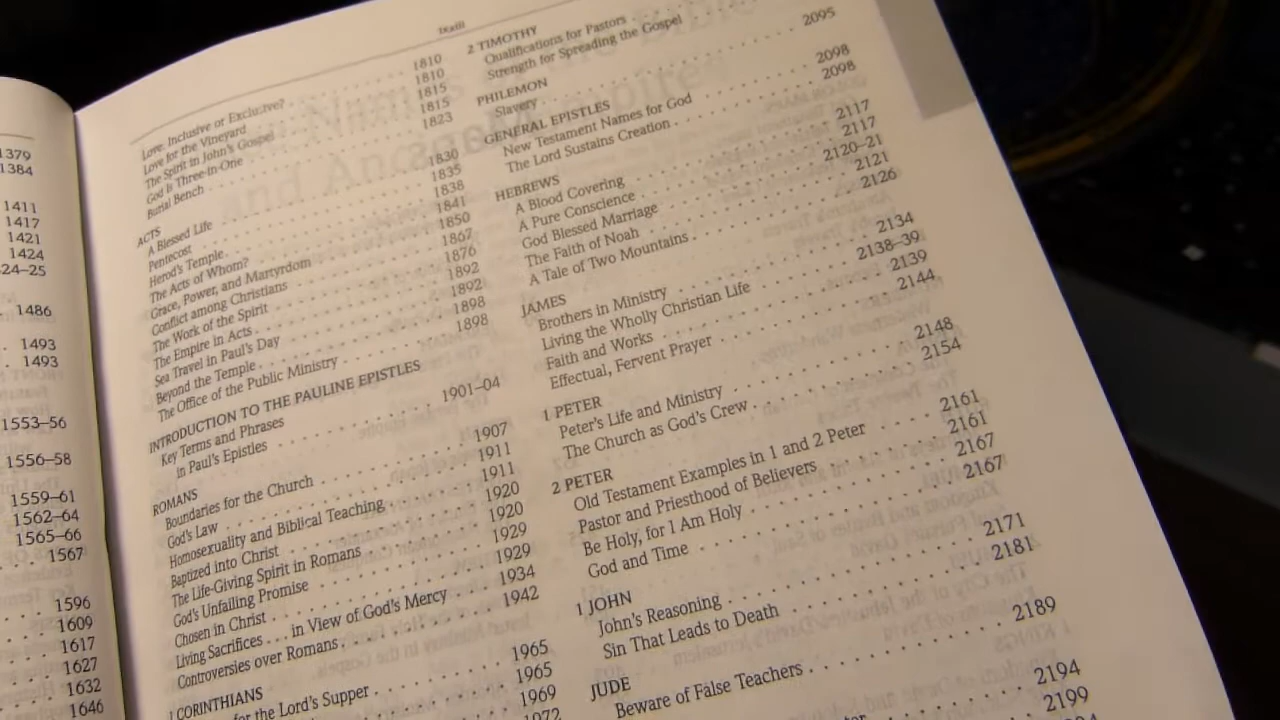 1379
1384
1411
1417
1421
1424
24–25
1486
1493
1493
1553–56
1556–58
1559–61
1562–64
1565–66
1567
1596
1609
1617
1627
1632
1646
lxxiii
Love: Inclusive or Exclusive? 1810
Love for the Vineyard 1810
The Spirit in John's Gospel 1815
God Is Three-in-One 1815
Burial Bench 1823
ACTS
A Blessed Life 1830
Pentecost 1835
Herod's Temple 1838
The Acts of Whom? 1841
Grace, Power, and Martyrdom 1850
Conflict among Christians 1867
The Work of the Spirit 1876
The Empire in Acts 1892
Sea Travel in Paul's Day 1892
Beyond the Temple 1898
The Office of the Public Ministry 1898
INTRODUCTION TO THE PAULINE EPISTLES
Key Terms and Phrases
in Paul's Epistles 1901–04
ROMANS
Boundaries for the Church 1907
God's Law 1911
Homosexuality and Biblical Teaching 1911
Baptized into Christ 1920
The Life-Giving Spirit in Romans 1920
God's Unfailing Promise 1929
Chosen in Christ 1929
Living Sacrifices . . . in View of God's Mercy 1934
Controversies over Romans 1942
1 CORINTHIANS
for the Lord's Supper 1965
1965
1969
1972
2 TIMOTHY
Qualifications for Pastors
Strength for Spreading the Gospel
PHILEMON
Slavery 2095
GENERAL EPISTLES
New Testament Names for God 2098
The Lord Sustains Creation 2098
HEBREWS
A Blood Covering 2117
A Pure Conscience 2117
God Blessed Marriage 2120–21
The Faith of Noah 2121
A Tale of Two Mountains 2126
JAMES
Brothers in Ministry 2134
Living the Wholly Christian Life 2138–39
Faith and Works 2139
Effectual, Fervent Prayer 2144
1 PETER
Peter's Life and Ministry 2148
The Church as God's Crew 2154
2 PETER
Old Testament Examples in 1 and 2 Peter 2161
Pastor and Priesthood of Believers 2161
Be Holy, for I Am Holy 2167
God and Time 2167
1 JOHN
John's Reasoning 2171
Sin That Leads to Death 2181
JUDE
Beware of False Teachers 2189
2194
2199